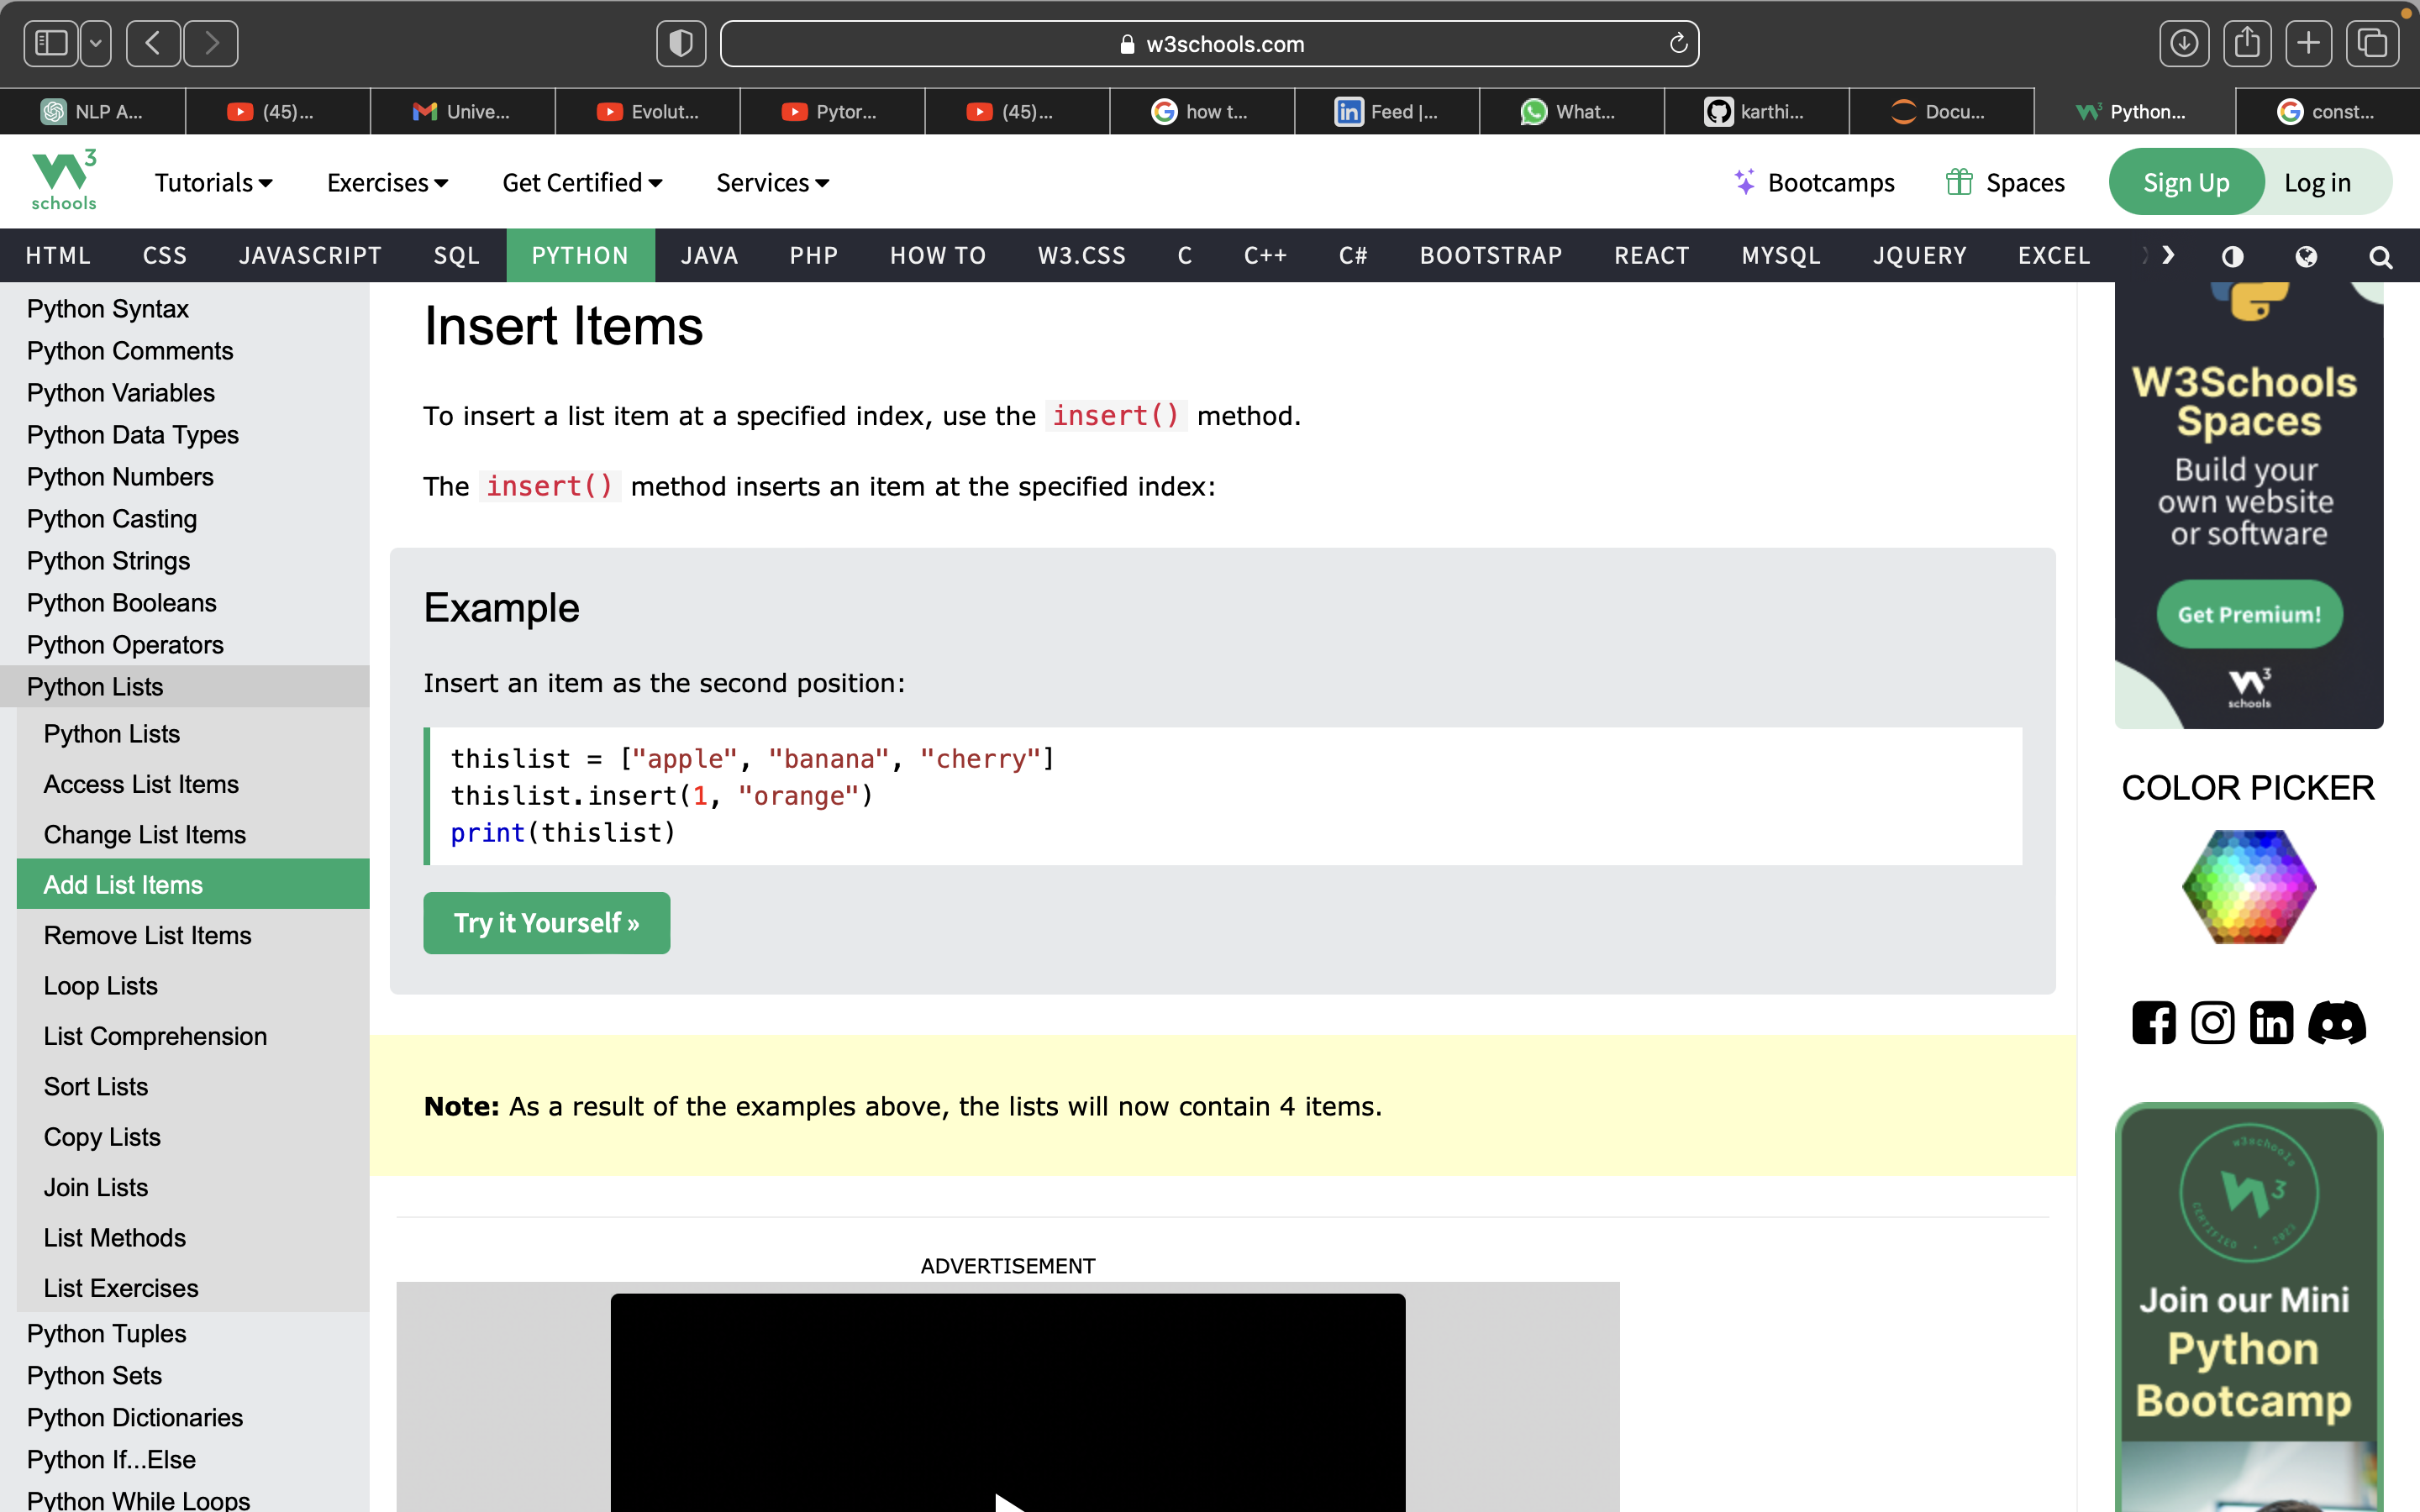 w3schools.com
NLP A...
(45)...
Unive...
Evolut...
Pytor...
(45)...
how t...
Feed |...
What...
karthi...
Docu...
Python...
const...
W3 schools
Tutorials
Exercises
Get Certified
Services
Bootcamps
Spaces
Sign Up
Log in
HTML
CSS
JAVASCRIPT
SQL
PYTHON
JAVA
PHP
HOW TO
W3.CSS
C
C++
C#
BOOTSTRAP
REACT
MYSQL
JQUERY
EXCEL
Python Syntax
Python Comments
Python Variables
Python Data Types
Python Numbers
Python Casting
Python Strings
Python Booleans
Python Operators
Python Lists
Python Lists
Access List Items
Change List Items
Add List Items
Remove List Items
Loop Lists
List Comprehension
Sort Lists
Copy Lists
Join Lists
List Methods
List Exercises
Python Tuples
Python Sets
Python Dictionaries
Python If...Else
Python While Loops
Insert Items
To insert a list item at a specified index, use the insert() method.
The insert() method inserts an item at the specified index:
Example
Insert an item as the second position:
thislist = ["apple", "banana", "cherry"]
thislist.insert(1, "orange")
print(thislist)
Try it Yourself »
Note: As a result of the examples above, the lists will now contain 4 items.
ADVERTISEMENT
W3Schools
Spaces
Build your
own website
or software
Get Premium!
W3 schools
COLOR PICKER
w3schools
W3
CERTIFIED • 2023
Join our Mini
Python
Bootcamp